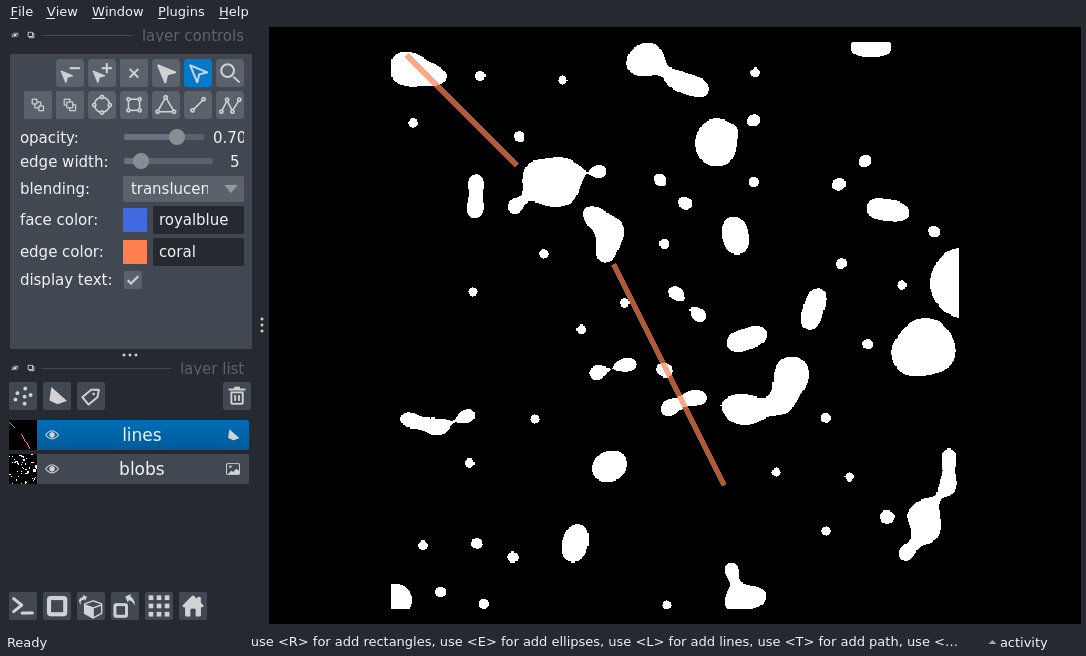 File View Window Plugins Help
layer controls
opacity: 0.70
edge width: 5
blending: translucen
face color: royalblue
edge color: coral
display text:
layer list
lines
blobs
Ready use <R> for add rectangles, use <E> for add ellipses, use <L> for add lines, use <T> for add path, use <... activity